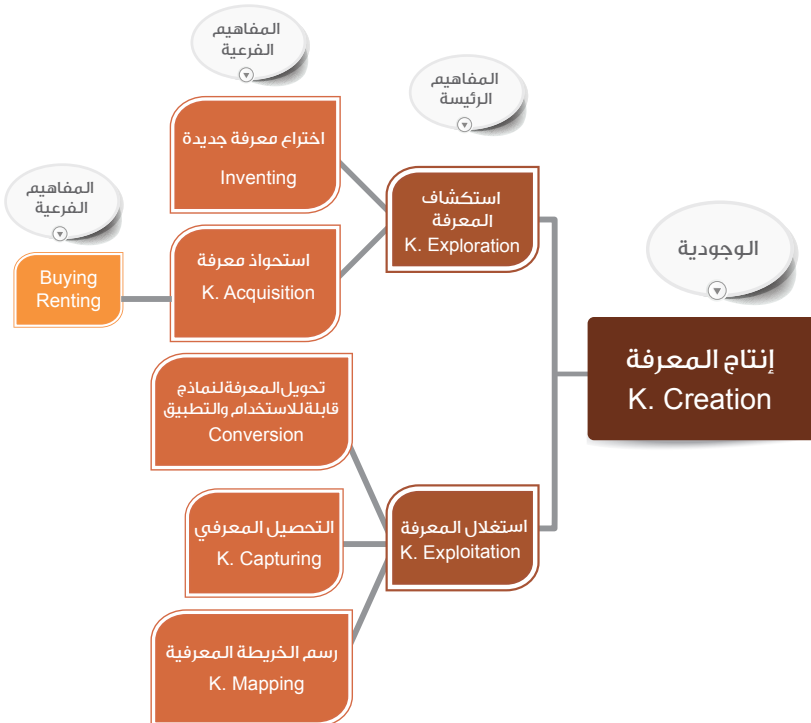 الوجودية
إنتاج المعرفة
K. Creation
المفاهيم
الرئيسة
استكشاف
المعرفة
K. Exploration
استغلال المعرفة
K. Exploitation
المفاهيم
الفرعية
اختراع معرفة جديدة
Inventing
استحواذ معرفة
K. Acquisition
تحويل المعرفة لنماذج
قابلة للاستخدام والتطبيق
Conversion
التحصيل المعرفي
K. Capturing
رسم الخريطة المعرفية
K. Mapping
المفاهيم
الفرعية
Buying
Renting